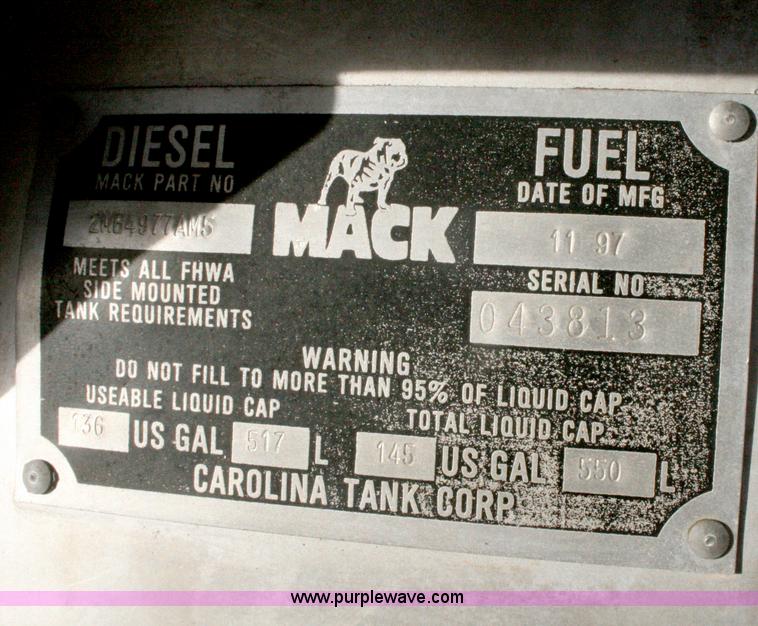 DIESEL
MACK PART NO
2MG4977AM5
MEETS ALL FHWA
SIDE MOUNTED
TANK REQUIREMENTS
MACK
FUEL
DATE OF MFG
11 97
SERIAL NO
043813
WARNING
DO NOT FILL TO MORE THAN 95% OF LIQUID CAP
USEABLE LIQUID CAP TOTAL LIQUID CAP
136 US GAL 517 L 145 US GAL 550 L
CAROLINA TANK CORP
www.purplewave.com